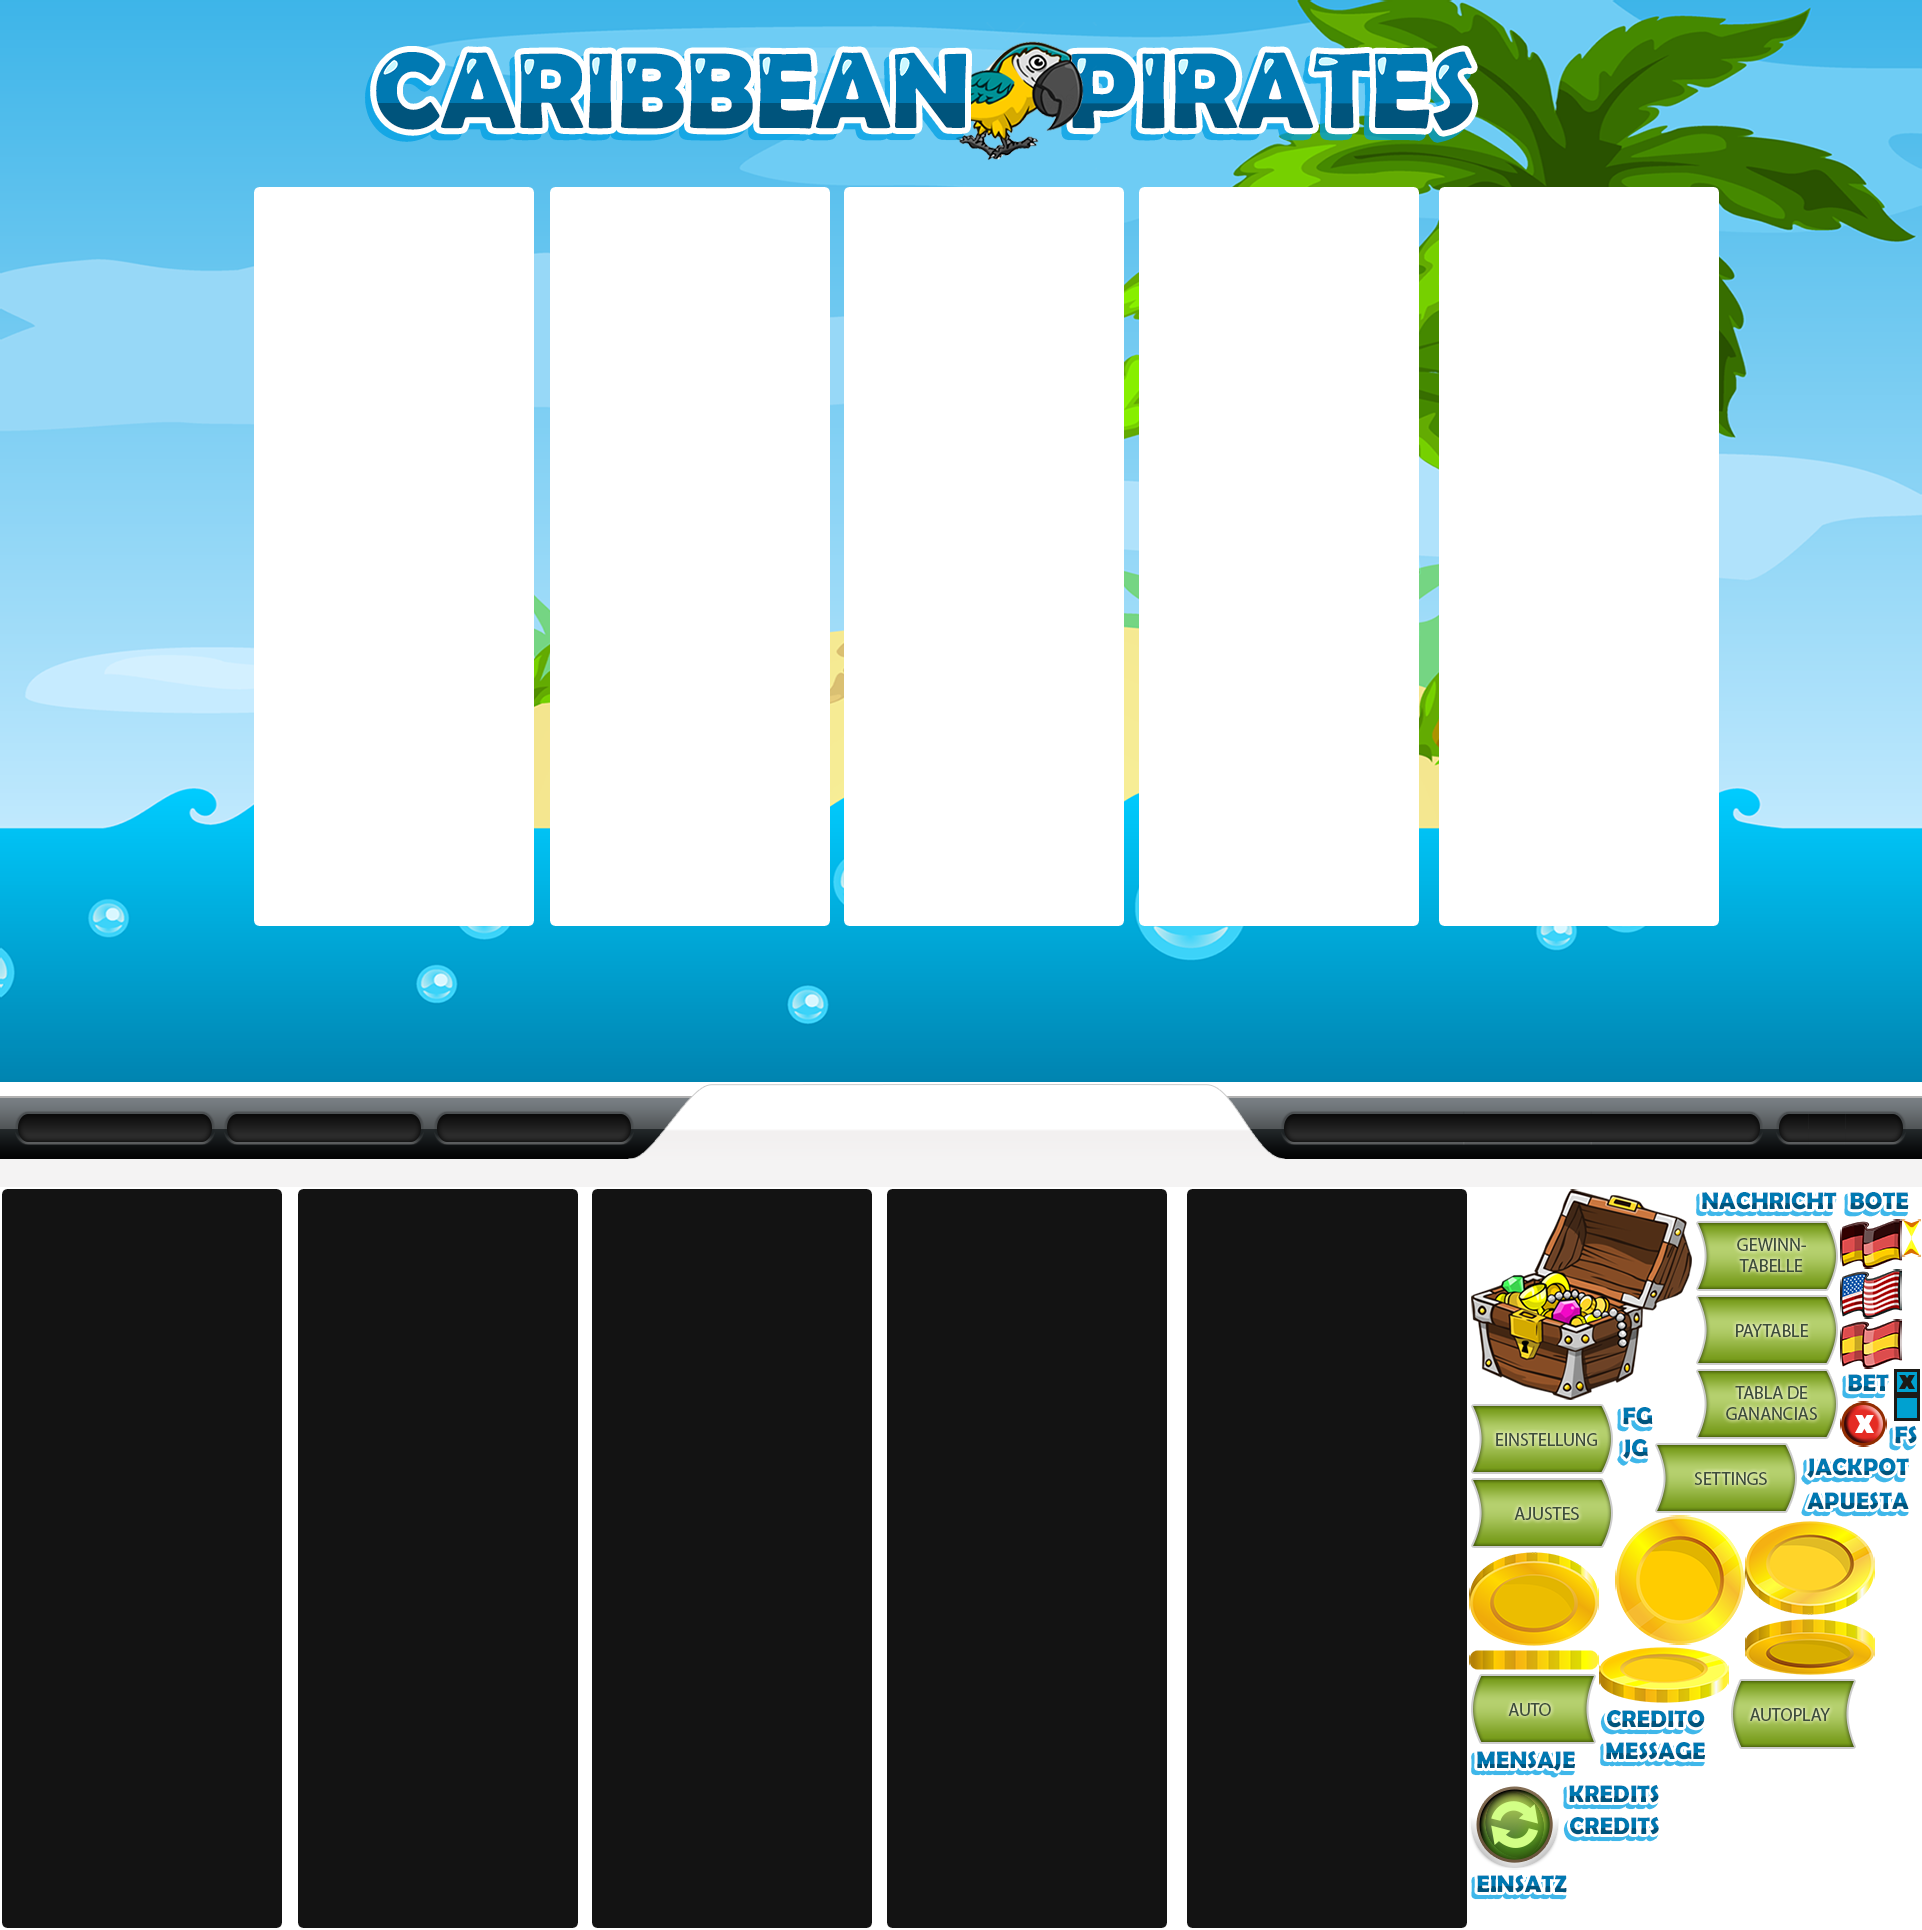 CARIBBEAN PIRATES
NACHRICHT
BOTE
GEWINN-
TABELLE
PAYTABLE
TABLA DE
GANANCIAS
BET
X
X
FS
FG
JG
EINSTELLUNG
SETTINGS
JACKPOT
APUESTA
AJUSTES
AUTO
AUTOPLAY
CREDITO
MESSAGE
MENSAJE
KREDITS
CREDITS
EINSATZ